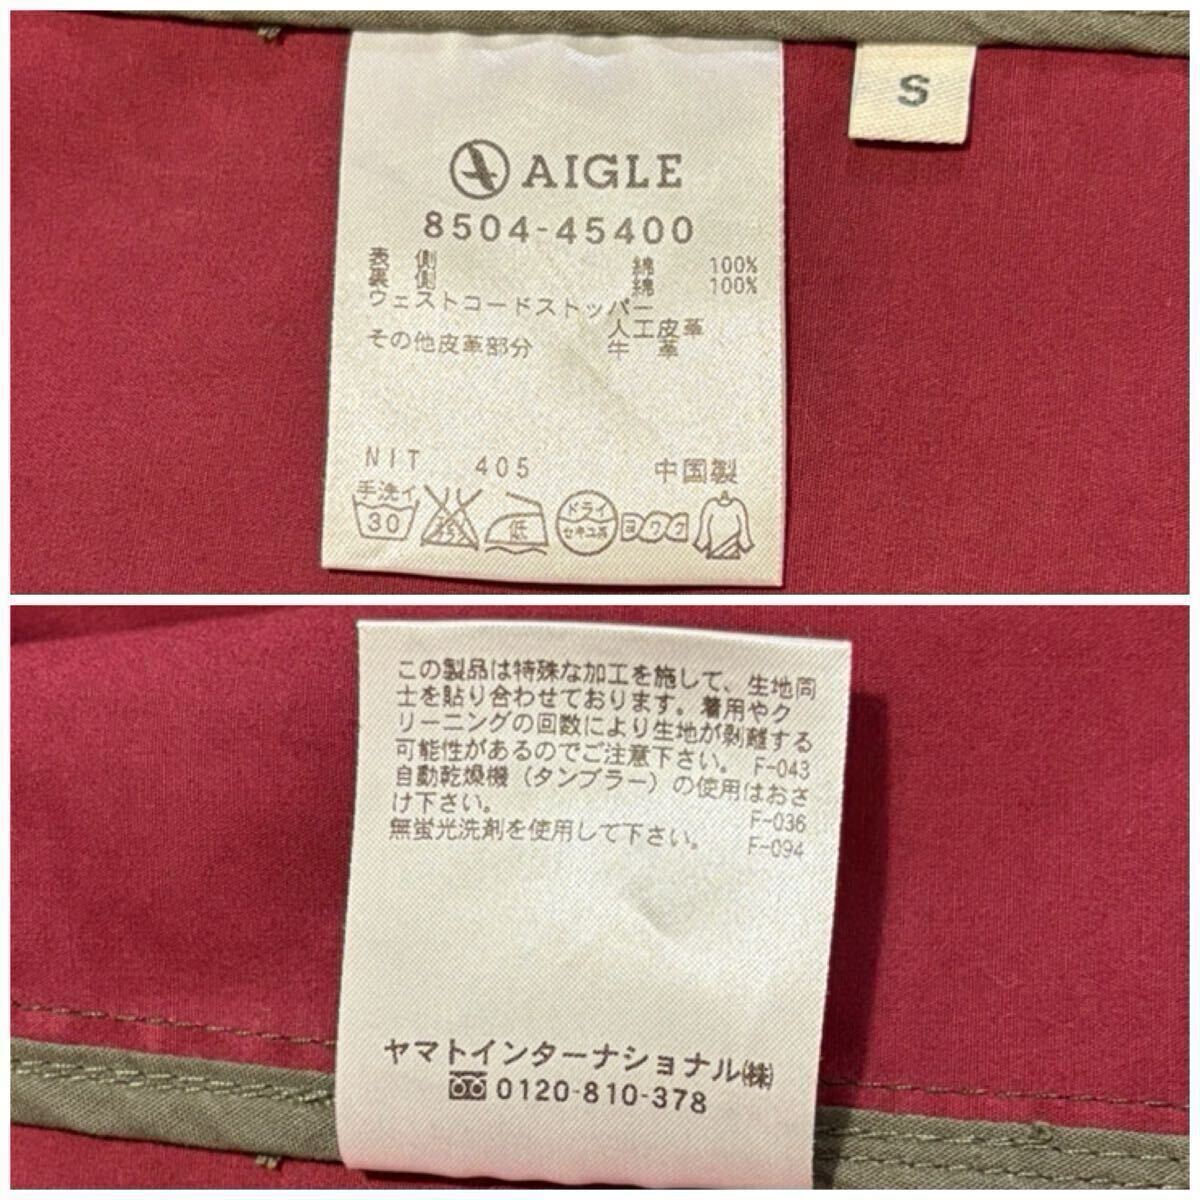 AIGLE
S
8504-45400
表側 綿 100%
裏側 綿 100%
ウェストコードストッパー
人工皮革
その他皮革部分 牛革
NIT 405 中国製
手洗イ
30
低
ドライ
セキユ系
ヨワク
この製品は特殊な加工を施して、生地同
士を貼り合わせております。着用やク
リーニングの回数により生地が剥離する
可能性があるのでご注意下さい。 F-043
自動乾燥機（タンブラー）の使用はおさ
け下さい。 F-036
無蛍光洗剤を使用して下さい。 F-094
ヤマトインターナショナル㈱
0120-810-378